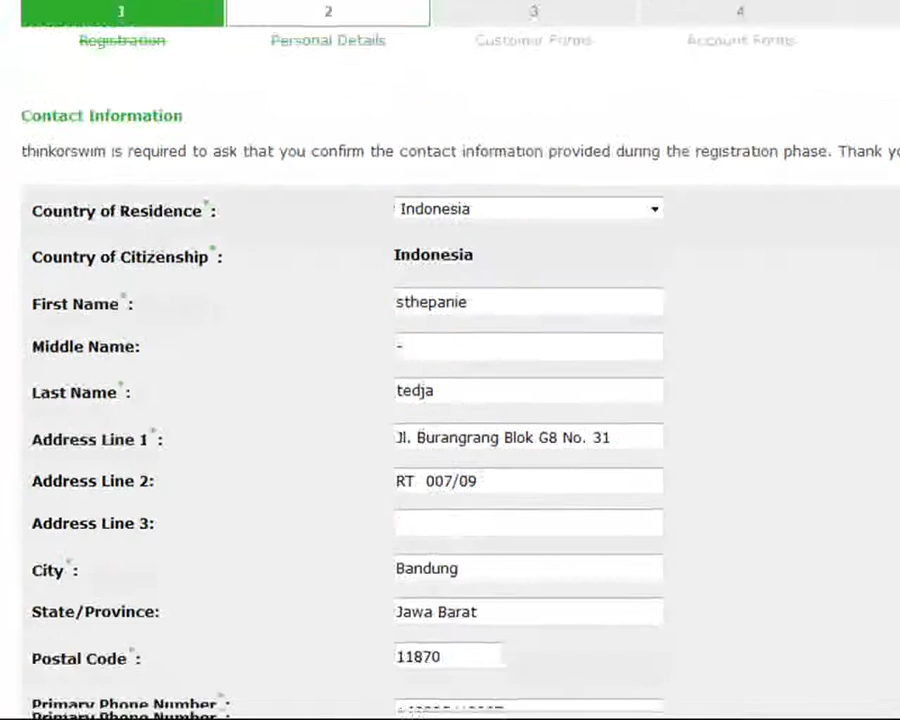 1 2 3 4
Registration Personal Details Customer Forms Account Forms
Contact Information
thinkorswim is required to ask that you confirm the contact information provided during the registration phase. Thank
Country of Residence*: Indonesia
Country of Citizenship*: Indonesia
First Name*: sthepanie
Middle Name: -
Last Name*: tedja
Address Line 1*: Jl. Burangrang Blok G8 No. 31
Address Line 2: RT 007/09
Address Line 3:
City*: Bandung
State/Province: Jawa Barat
Postal Code*: 11870
Primary Phone Number*:
Primary Phone Number: